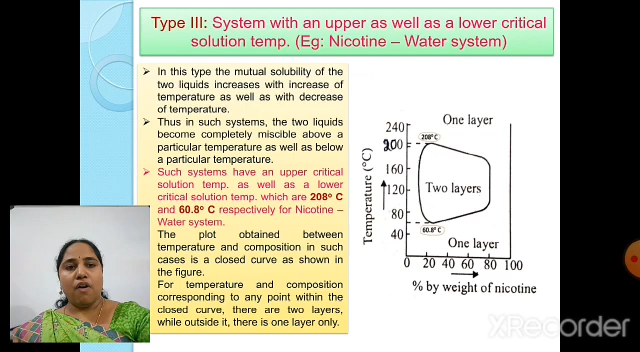 Type III: System with an upper as well as a lower critical
solution temp. (Eg: Nicotine – Water system)
In this type the mutual solubility of the
two liquids increases with increase of
temperature as well as with decrease
of temperature.
Thus in such systems, the two liquids
become completely miscible above a
particular temperature as well as below
a particular temperature.
Such systems have an upper critical
solution temp. as well as a lower
critical solution temp. which are 208° C
and 60.8° C respectively for Nicotine –
Water system.
The plot obtained between
temperature and composition in such
cases is a closed curve as shown in
the figure.
For temperature and composition
corresponding to any point within the
closed curve, there are two layers,
while outside it, there is one layer only.
One layer
240
200
208° C
160
120
80
40
Temperature (°C)
Two layers
60.8° C
One layer
0 20 40 60 80 100
% by weight of nicotine
XRecorder